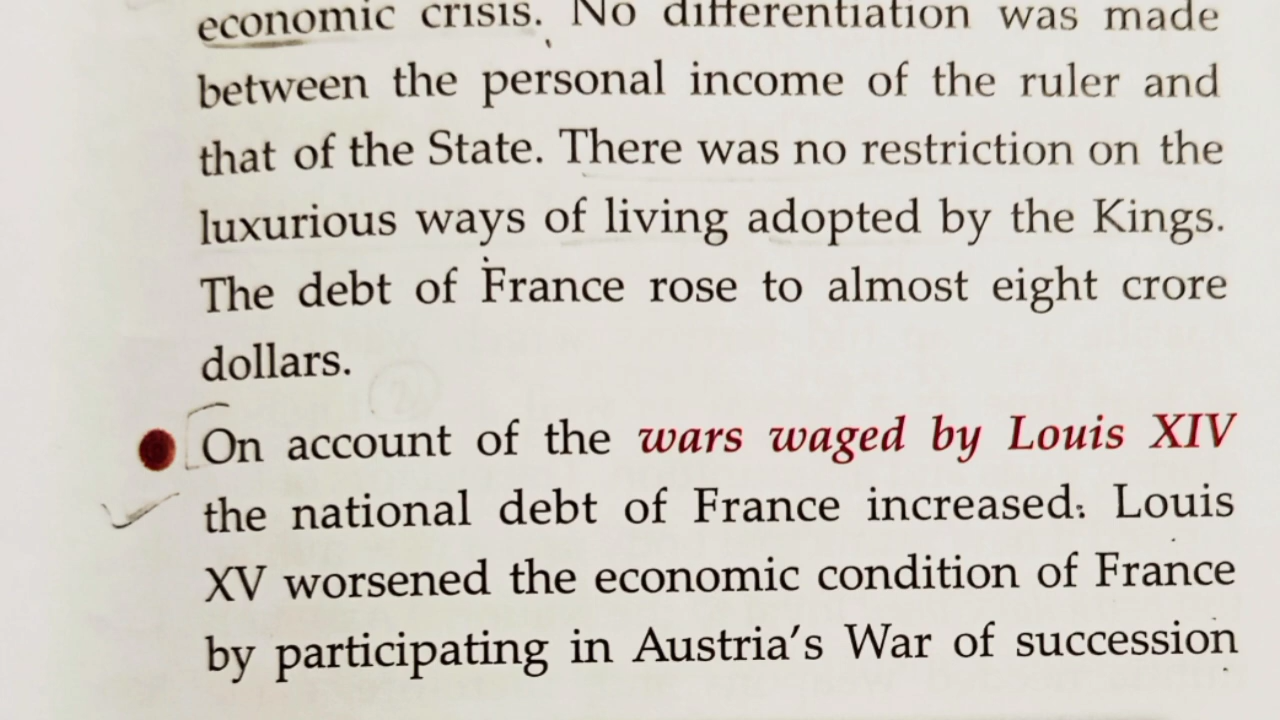 economic crisis. No differentiation was made
between the personal income of the ruler and
that of the State. There was no restriction on the
luxurious ways of living adopted by the Kings.
The debt of France rose to almost eight crore
dollars.
On account of the wars waged by Louis XIV
the national debt of France increased. Louis
XV worsened the economic condition of France
by participating in Austria's War of succession